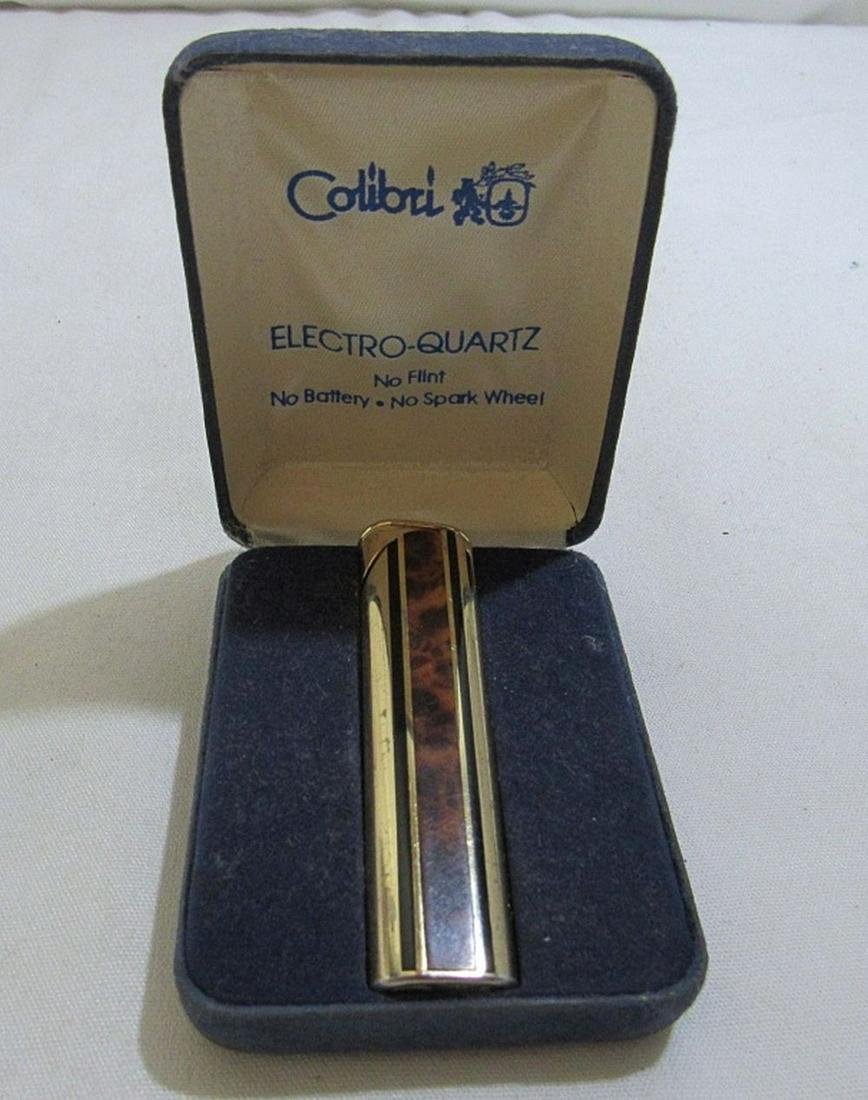 Colibri
ELECTRO-QUARTZ
No Flint
No Battery • No Spark Wheel